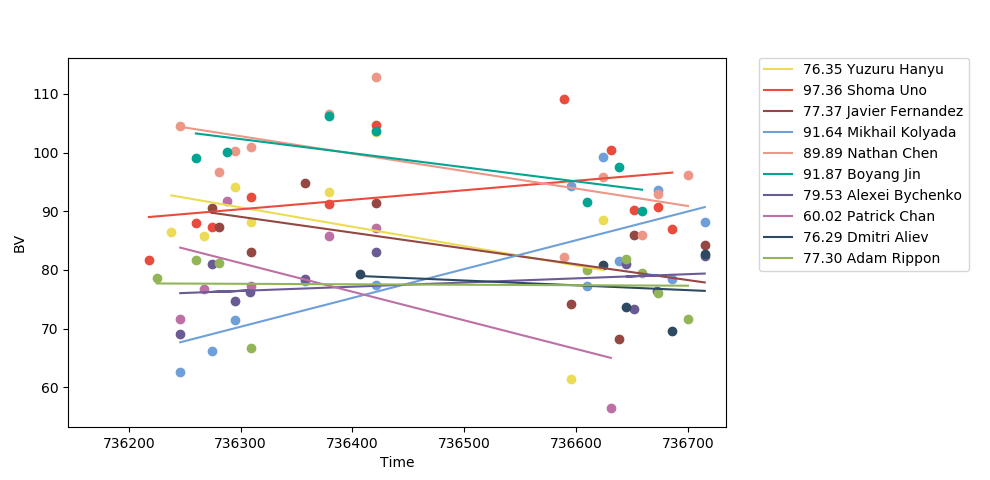 110
100
90
80
70
60
BV
736200 736300 736400 736500 736600 736700
Time
76.35 Yuzuru Hanyu
97.36 Shoma Uno
77.37 Javier Fernandez
91.64 Mikhail Kolyada
89.89 Nathan Chen
91.87 Boyang Jin
79.53 Alexei Bychenko
60.02 Patrick Chan
76.29 Dmitri Aliev
77.30 Adam Rippon